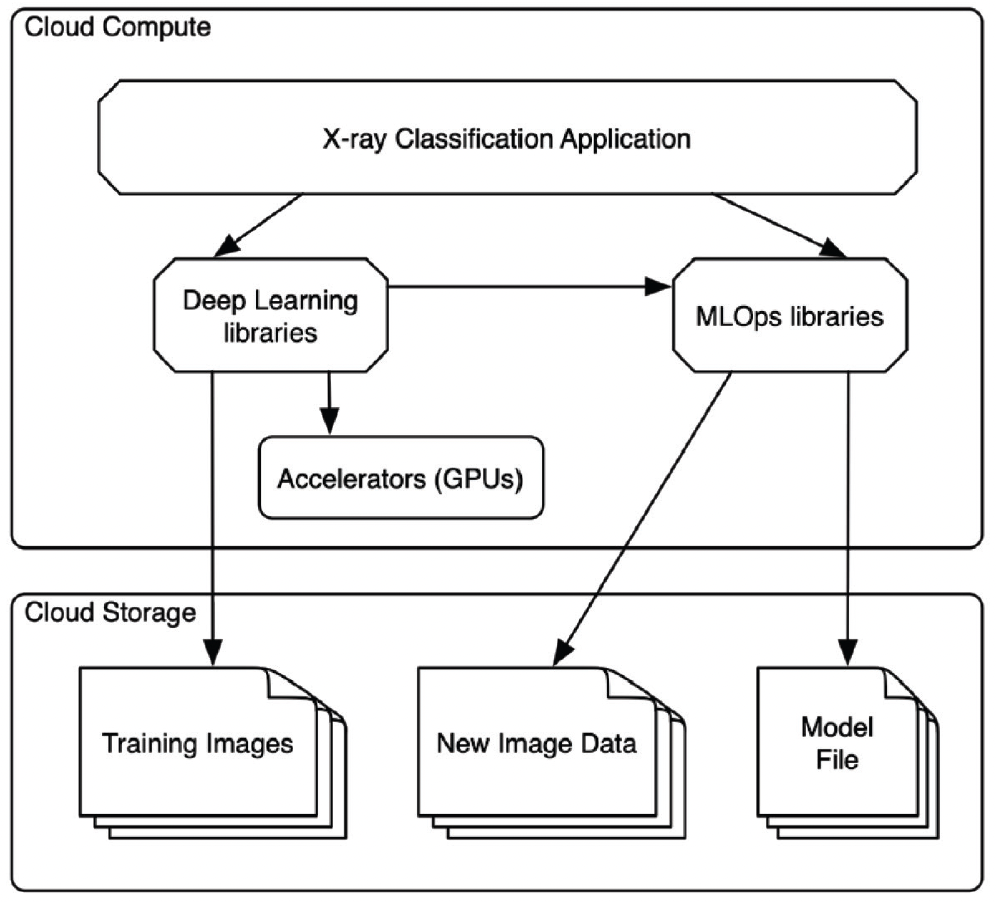 Cloud Compute
X-ray Classification Application
Deep Learning
libraries
MLOps libraries
Accelerators (GPUs)
Cloud Storage
Training Images
New Image Data
Model
File